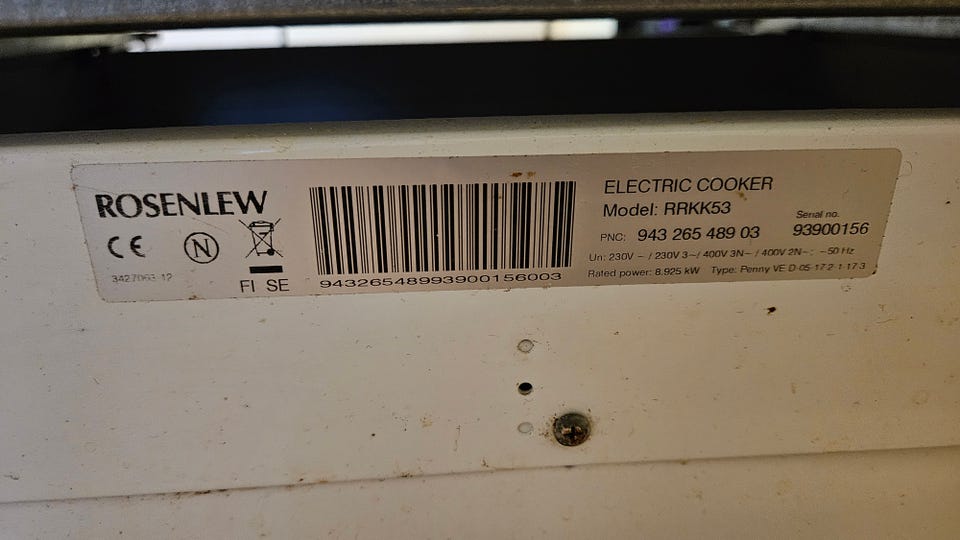 ROSENLEW
N
3427063-12
FI SE
94326548993900156003
ELECTRIC COOKER
Model: RRKK53
Serial no.
PNC: 943 265 489 03 93900156
Un: 230V ~ / 230V 3~/ 400V 3N~ / 400V 2N~: ~50 Hz
Rated power: 8.925 kW Type: Penny VE D-05-17 2-1-17-3